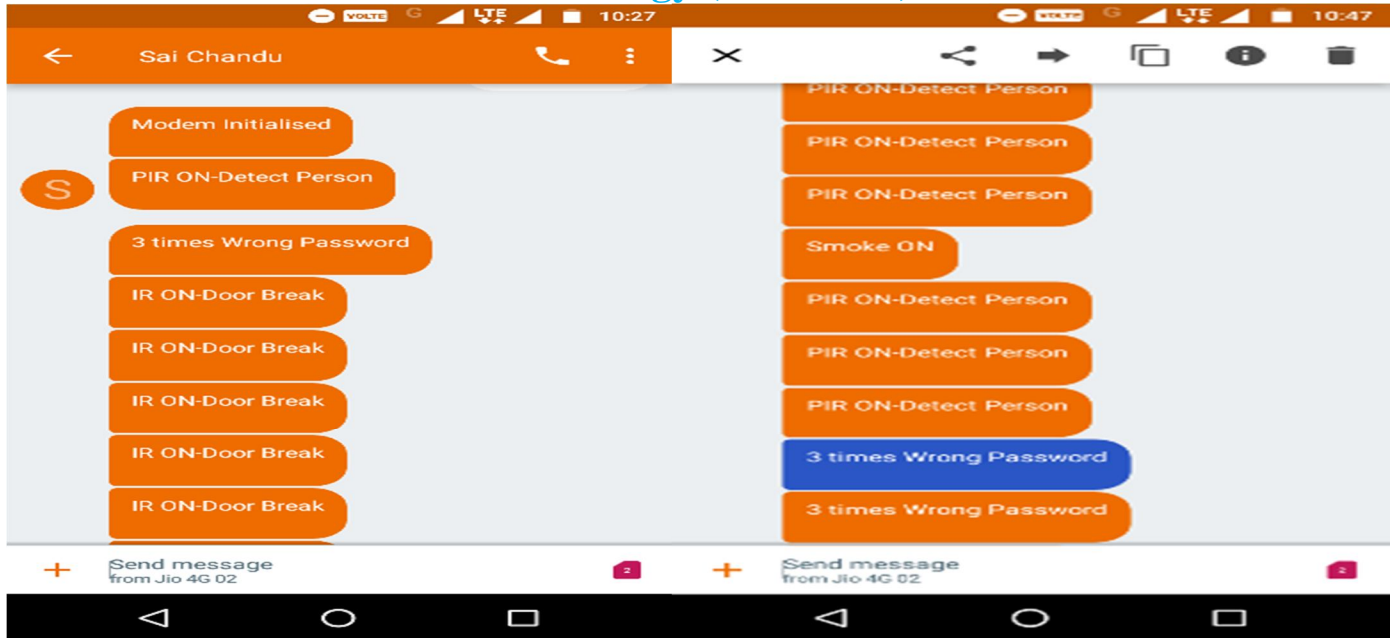 VOLTE G LTE 10:27
Sai Chandu
Modem Initialised
S
PIR ON-Detect Person
3 times Wrong Password
IR ON-Door Break
IR ON-Door Break
IR ON-Door Break
IR ON-Door Break
IR ON-Door Break
Send message
from Jio 4G 02
2
VOLTE G LTE 10:47
PIR ON-Detect Person
PIR ON-Detect Person
PIR ON-Detect Person
Smoke ON
PIR ON-Detect Person
PIR ON-Detect Person
PIR ON-Detect Person
3 times Wrong Password
3 times Wrong Password
Send message
from Jio 4G 02
2